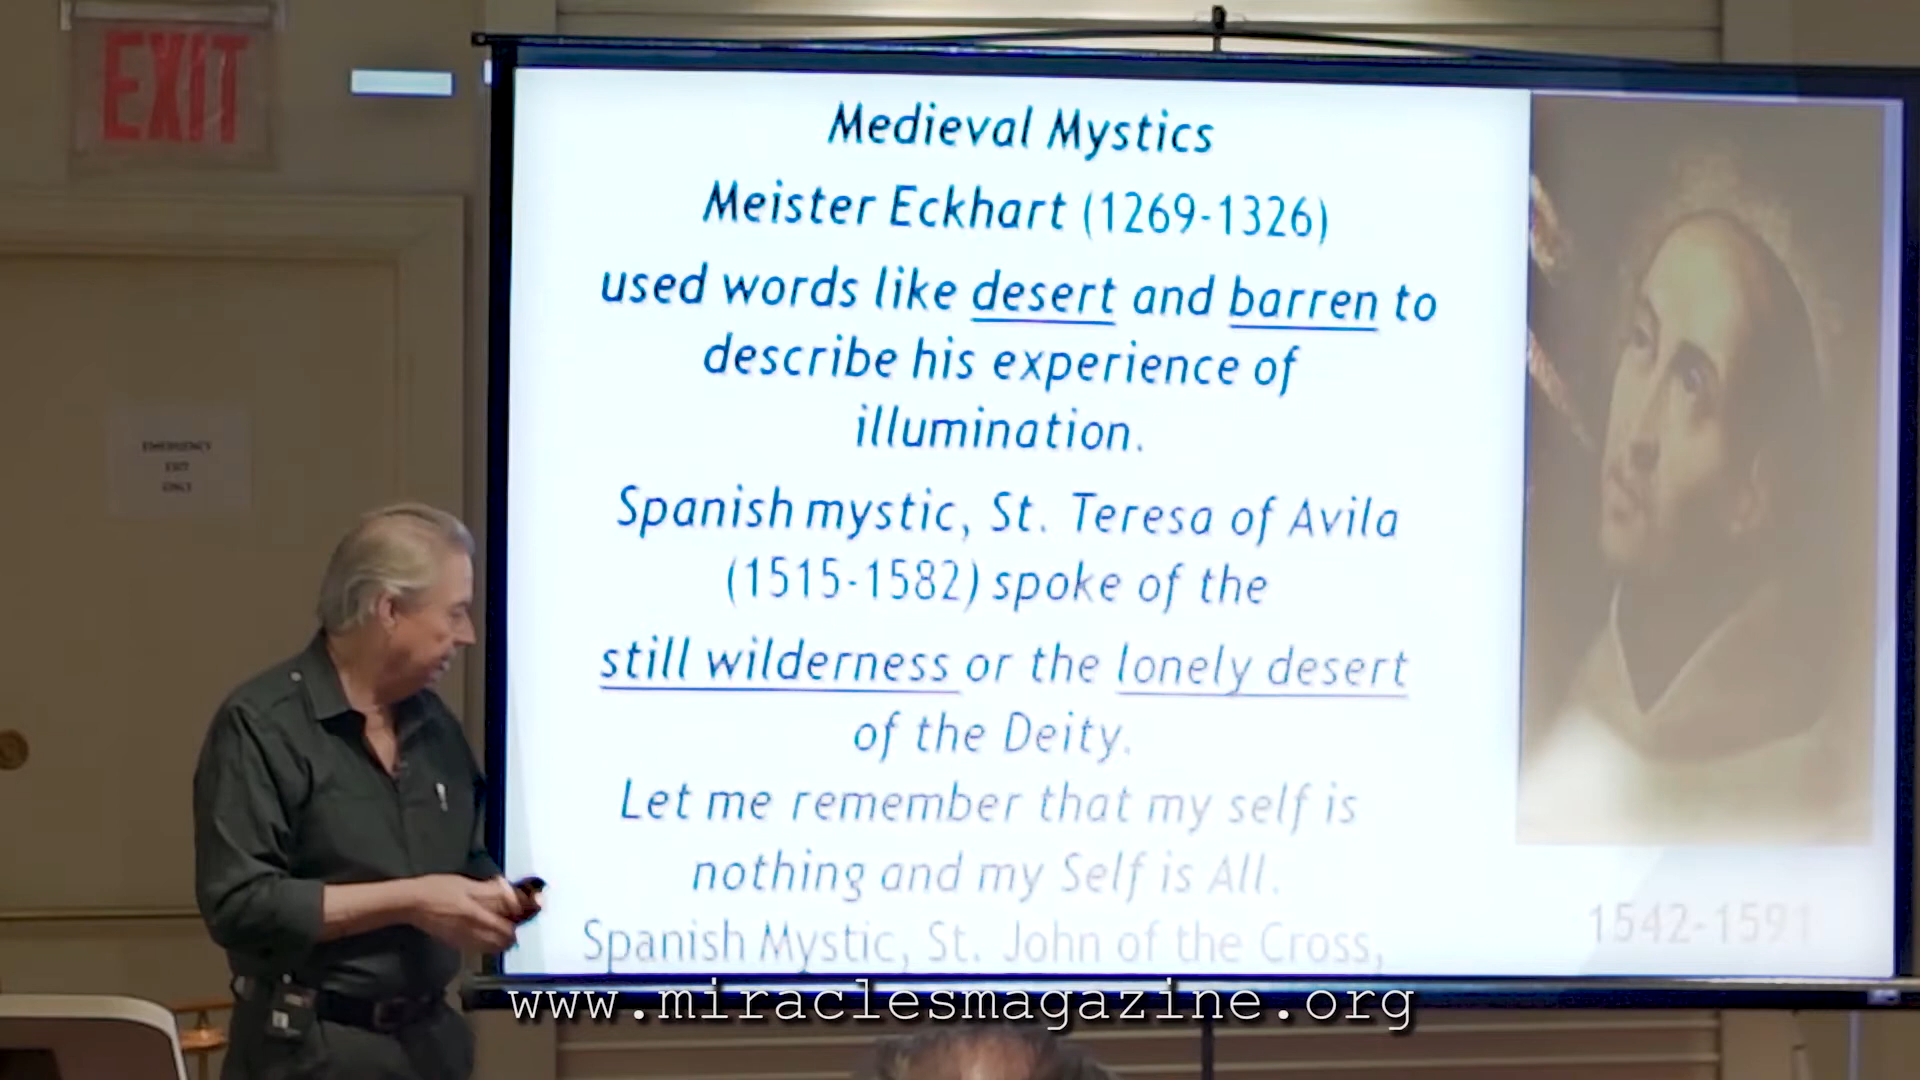 EXIT
EMERGENCY
EXIT
ONLY
Medieval Mystics
Meister Eckhart (1269-1326)
used words like desert and barren to
describe his experience of
illumination.
Spanish mystic, St. Teresa of Avila
(1515-1582) spoke of the
still wilderness or the lonely desert
of the Deity.
Let me remember that my self is
nothing and my Self is All.
Spanish Mystic, St. John of the Cross,
1542-1591
www.miraclesmagazine.org